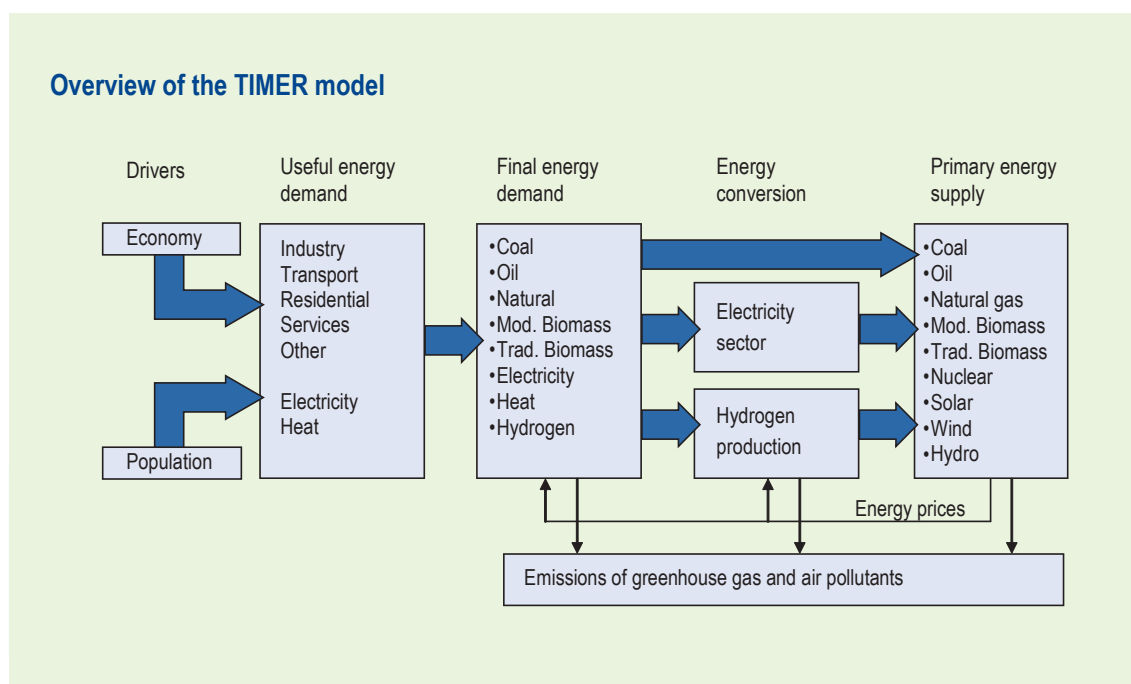 Overview of the TIMER model
Drivers
Useful energy
demand
Final energy
demand
Energy
conversion
Primary energy
supply
Economy
Population
Industry
Transport
Residential
Services
Other
Electricity
Heat
•Coal
•Oil
•Natural
•Mod. Biomass
•Trad. Biomass
•Electricity
•Heat
•Hydrogen
Electricity
sector
Hydrogen
production
•Coal
•Oil
•Natural gas
•Mod. Biomass
•Trad. Biomass
•Nuclear
•Solar
•Wind
•Hydro
Energy prices
Emissions of greenhouse gas and air pollutants